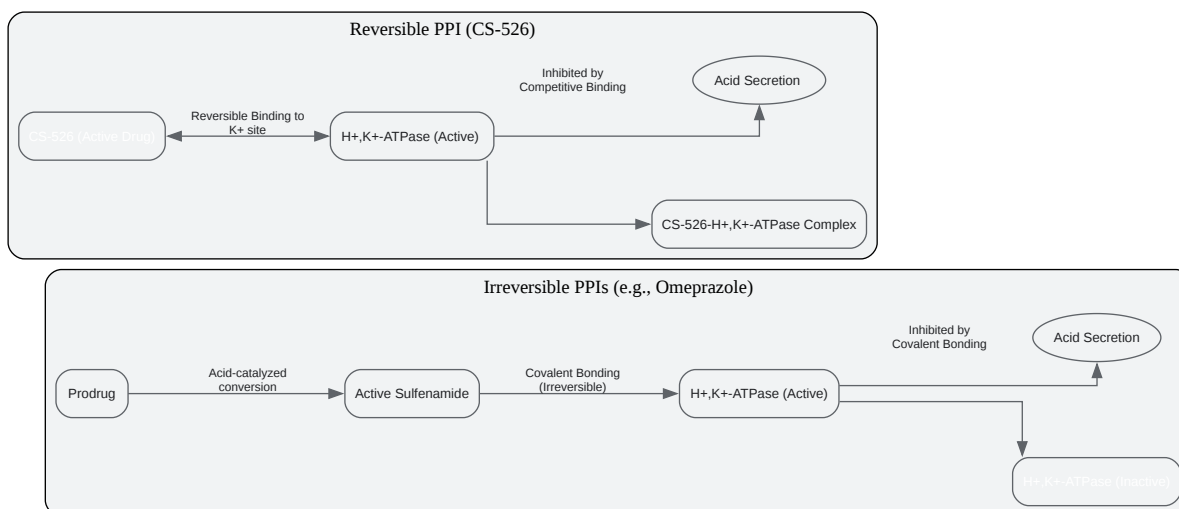 Reversible PPI (CS-526)
Inhibited by
Competitive Binding
Acid Secretion
Reversible Binding to
K+ site
CS-526 (Active Drug)
H+,K+-ATPase (Active)
CS-526-H+,K+-ATPase Complex
Irreversible PPIs (e.g., Omeprazole)
Inhibited by
Covalent Bonding
Acid Secretion
Acid-catalyzed
conversion
Covalent Bonding
(Irreversible)
Prodrug
Active Sulfenamide
H+,K+-ATPase (Active)
H+,K+-ATPase (Inactive)